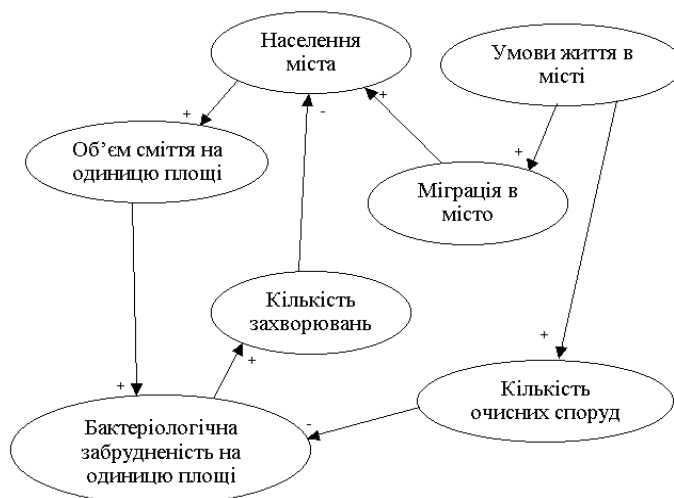 Населення
міста
Умови життя в
місті
+
+
-
+
Об’єм сміття на
одиницю площі
Міграція в
місто
Кількість
захворювань
+
+
+
Кількість
очисних споруд
-
Бактеріологічна
забрудненість на
одиницю площі